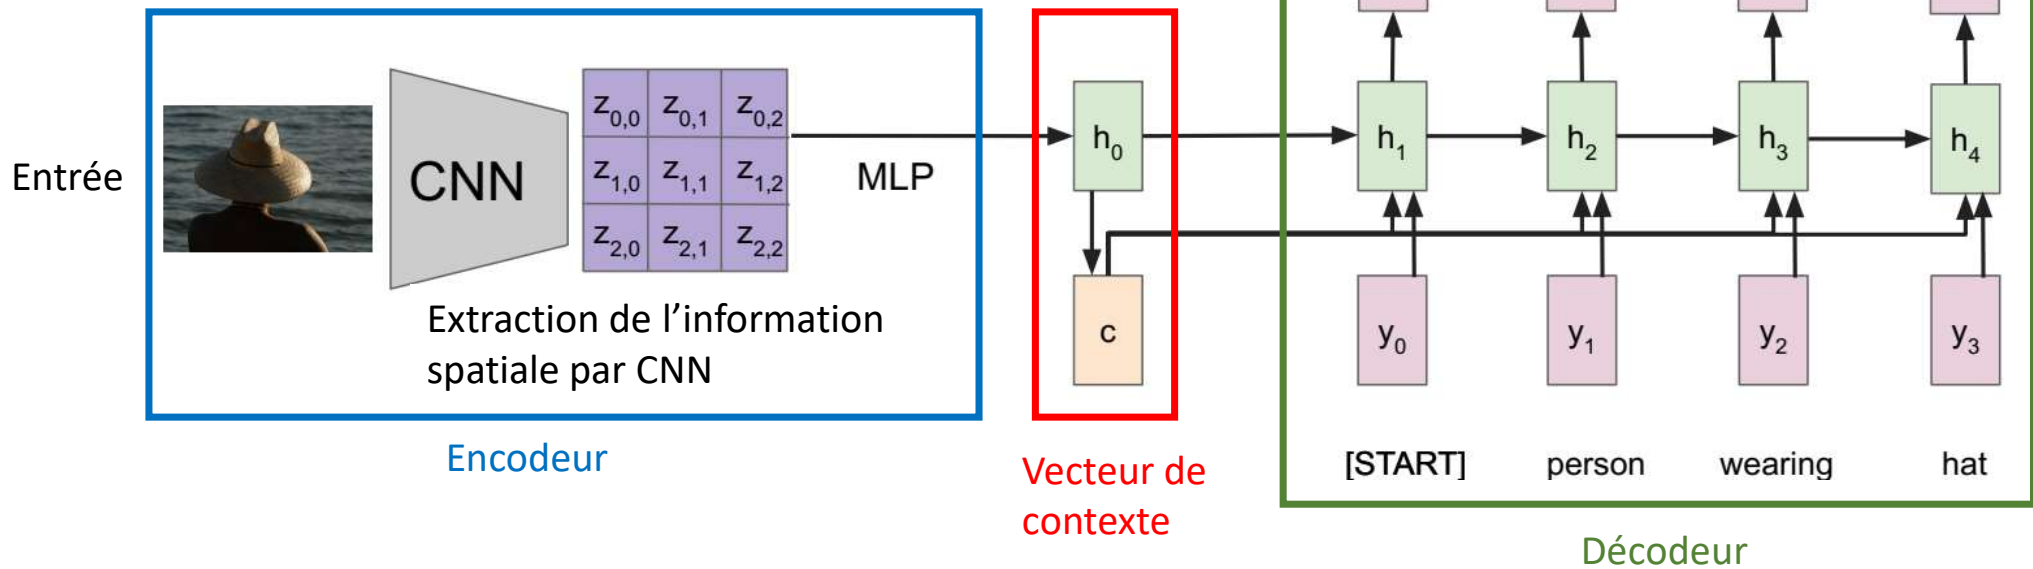 Entrée
CNN
z0,0 z0,1 z0,2
z1,0 z1,1 z1,2
z2,0 z2,1 z2,2
MLP
Extraction de l’information
spatiale par CNN
Encodeur
h0
c
Vecteur de
contexte
h1 h2 h3 h4
y0 y1 y2 y3
[START] person wearing hat
Décodeur